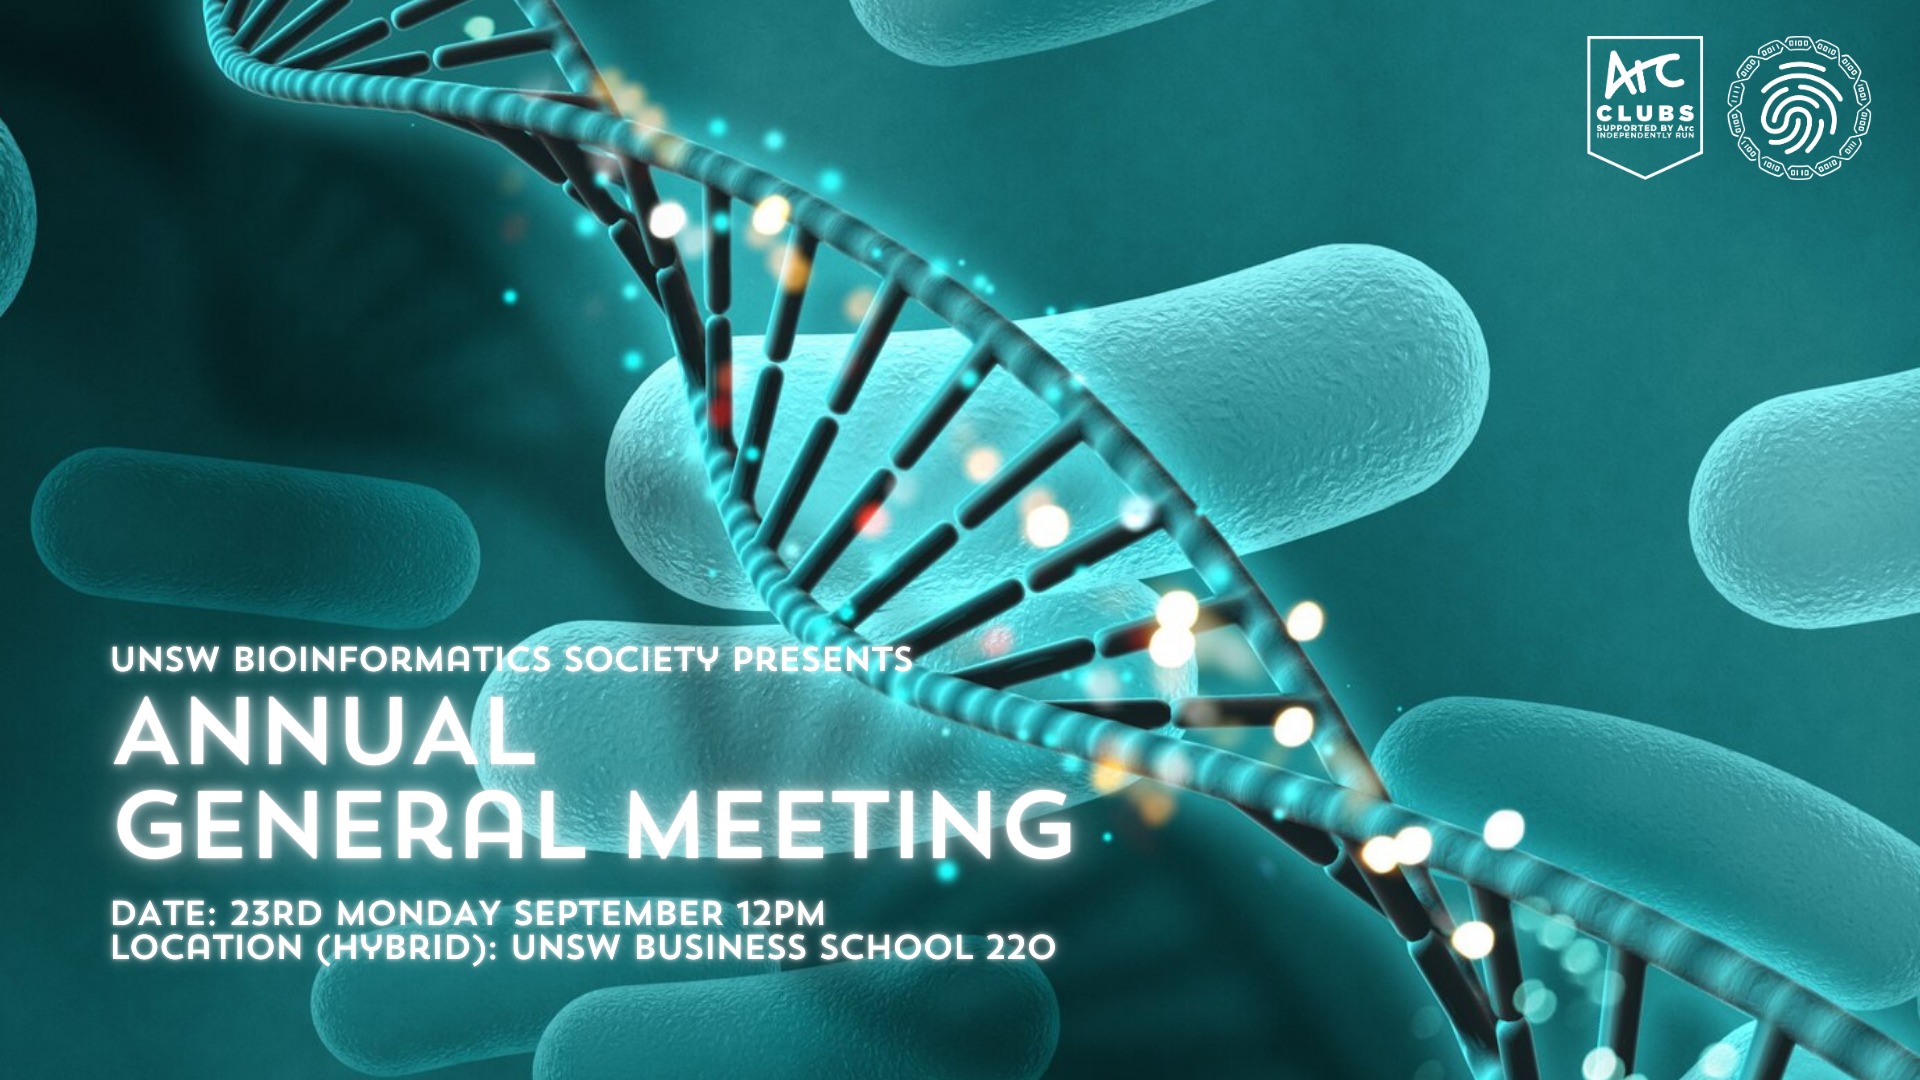 Arc
CLUBS
SUPPORTED BY Arc
INDEPENDENTLY RUN
UNSW BIOINFORMATICS SOCIETY PRESENTS
ANNUAL
GENERAL MEETING
DATE: 23RD MONDAY SEPTEMBER 12PM
LOCATION (HYBRID): UNSW BUSINESS SCHOOL 220